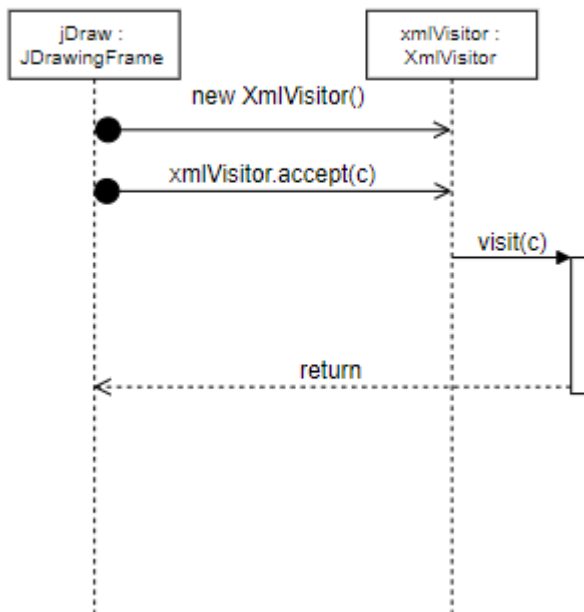 jDraw :
JDrawingFrame
xmlVisitor :
XmlVisitor
new XmlVisitor()
xmlVisitor.accept(c)
visit(c)
return